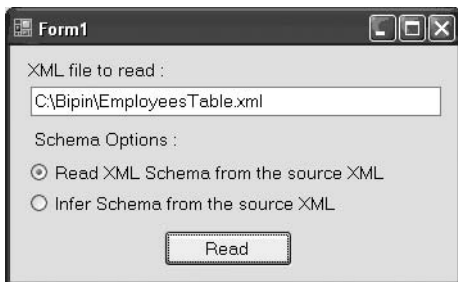 Form1
XML file to read :
C:\Bipin\EmployeesTable.xml
Schema Options :
Read XML Schema from the source XML
Infer Schema from the source XML
Read